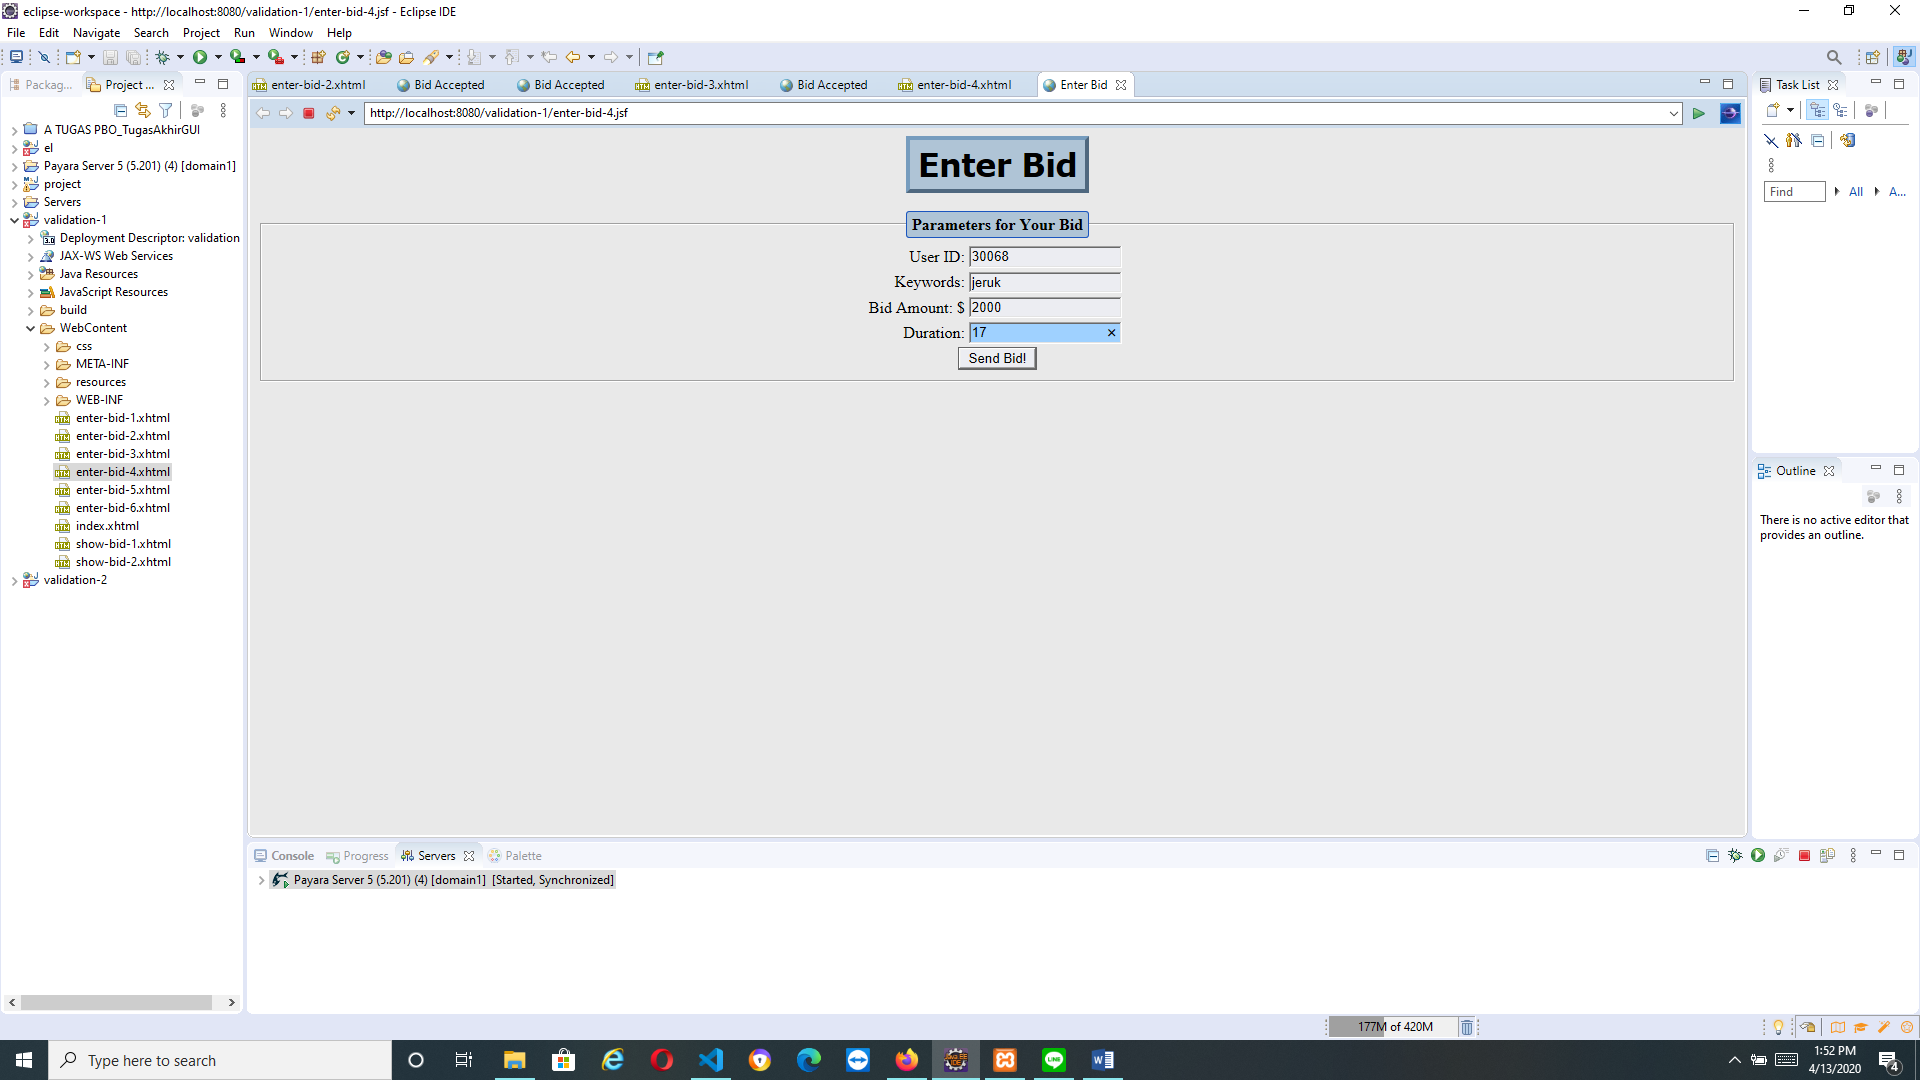 eclipse-workspace - http://localhost:8080/validation-1/enter-bid-4.jsf - Eclipse IDE
File Edit Navigate Search Project Run Window Help
Packag... Project ...
A TUGAS PBO_TugasAkhirGUI
el
Payara Server 5 (5.201) (4) [domain1]
project
Servers
validation-1
Deployment Descriptor: validation
JAX-WS Web Services
Java Resources
JavaScript Resources
build
WebContent
css
META-INF
resources
WEB-INF
enter-bid-1.xhtml
enter-bid-2.xhtml
enter-bid-3.xhtml
enter-bid-4.xhtml
enter-bid-5.xhtml
enter-bid-6.xhtml
index.xhtml
show-bid-1.xhtml
show-bid-2.xhtml
validation-2
enter-bid-2.xhtml Bid Accepted Bid Accepted enter-bid-3.xhtml Bid Accepted enter-bid-4.xhtml Enter Bid
http://localhost:8080/validation-1/enter-bid-4.jsf
Enter Bid
Parameters for Your Bid
User ID: 30068
Keywords: jeruk
Bid Amount: $ 2000
Duration: 17
Send Bid!
Console Progress Servers Palette
Payara Server 5 (5.201) (4) [domain1] [Started, Synchronized]
Task List
Find All A...
Outline
There is no active editor that
provides an outline.
177M of 420M
Type here to search
1:52 PM
4/13/2020
4